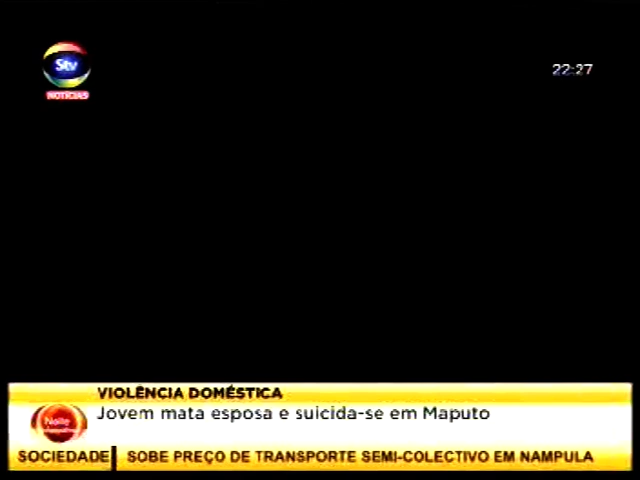 Stv
NOTÍCIAS
22:27
VIOLÊNCIA DOMÉSTICA
Jovem mata esposa e suicida-se em Maputo
Noite
SOCIEDADE
SOBE PREÇO DE TRANSPORTE SEMI-COLECTIVO EM NAMPULA